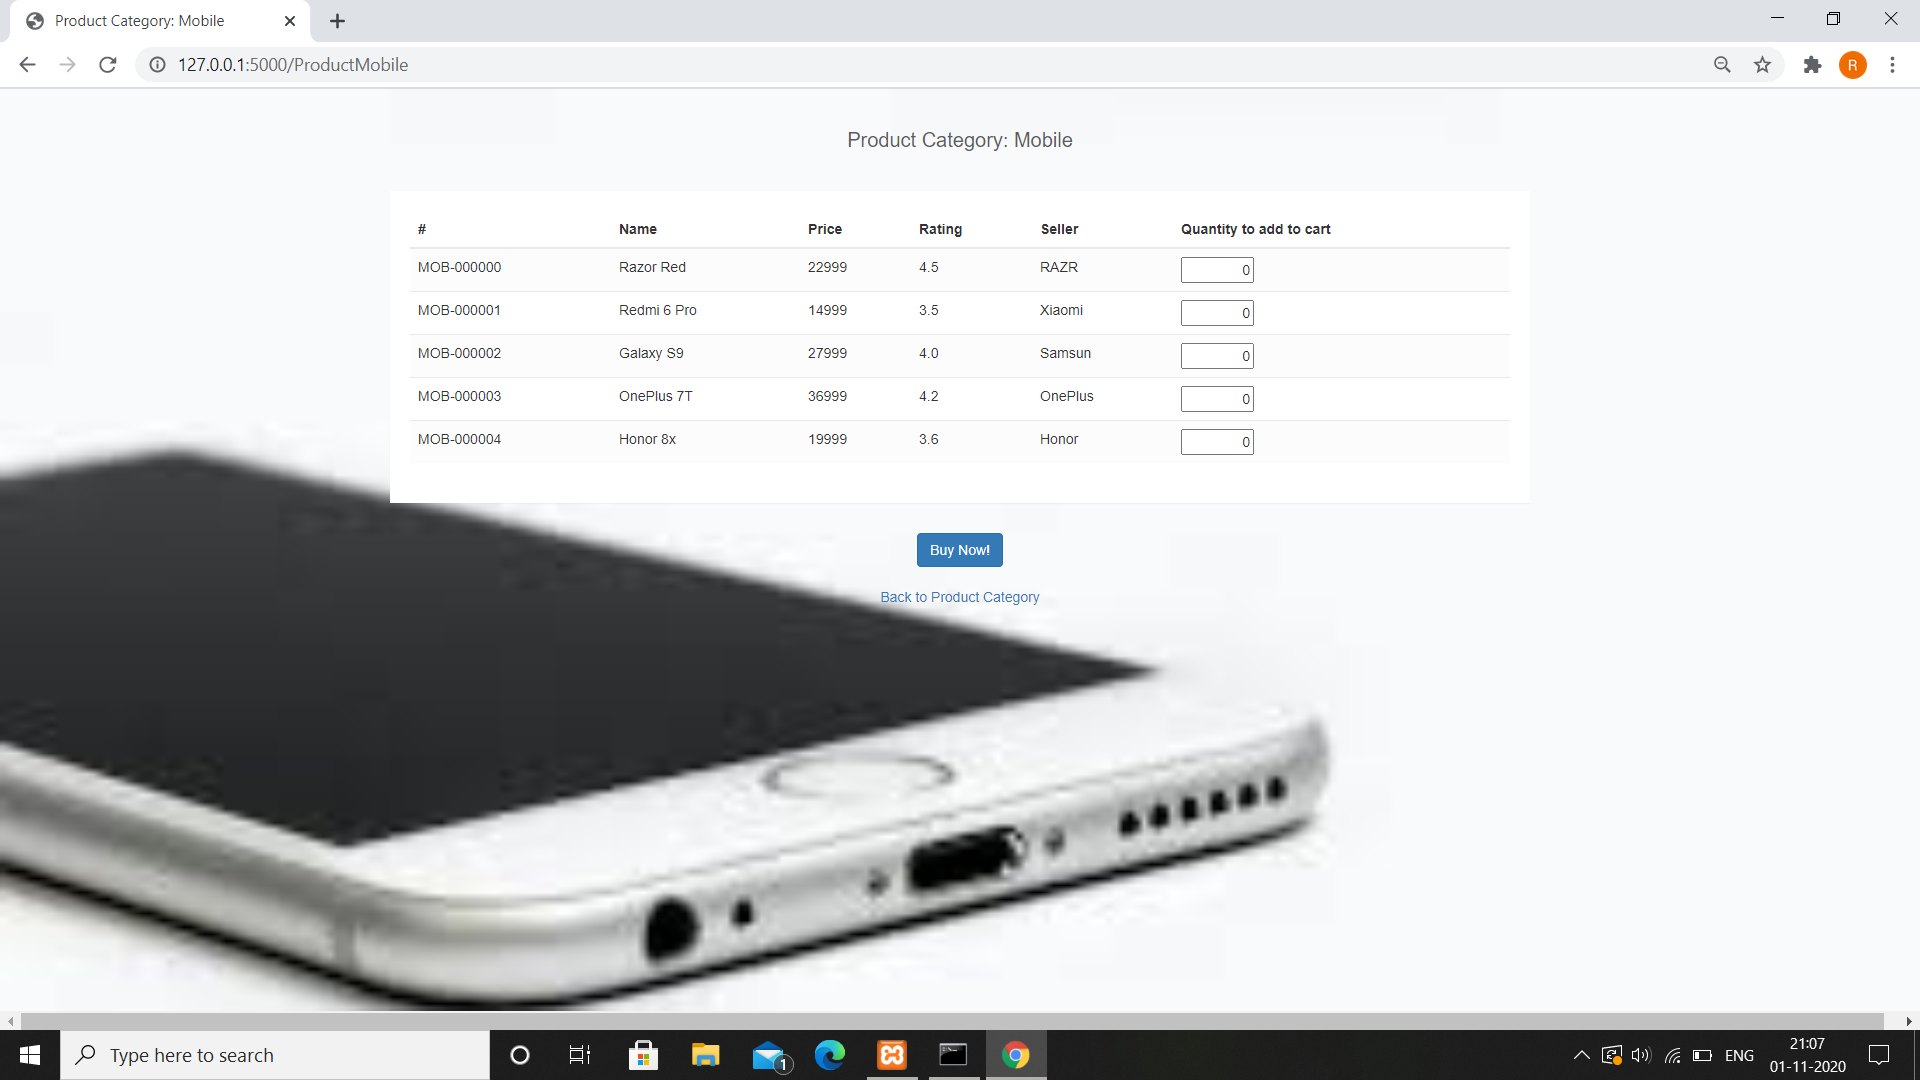 Product Category: Mobile
127.0.0.1:5000/ProductMobile
R
Product Category: Mobile
# Name Price Rating Seller Quantity to add to cart
MOB-000000 Razor Red 22999 4.5 RAZR 0
MOB-000001 Redmi 6 Pro 14999 3.5 Xiaomi 0
MOB-000002 Galaxy S9 27999 4.0 Samsun 0
MOB-000003 OnePlus 7T 36999 4.2 OnePlus 0
MOB-000004 Honor 8x 19999 3.6 Honor 0
Buy Now!
Back to Product Category
Type here to search
1
ENG
21:07
01-11-2020